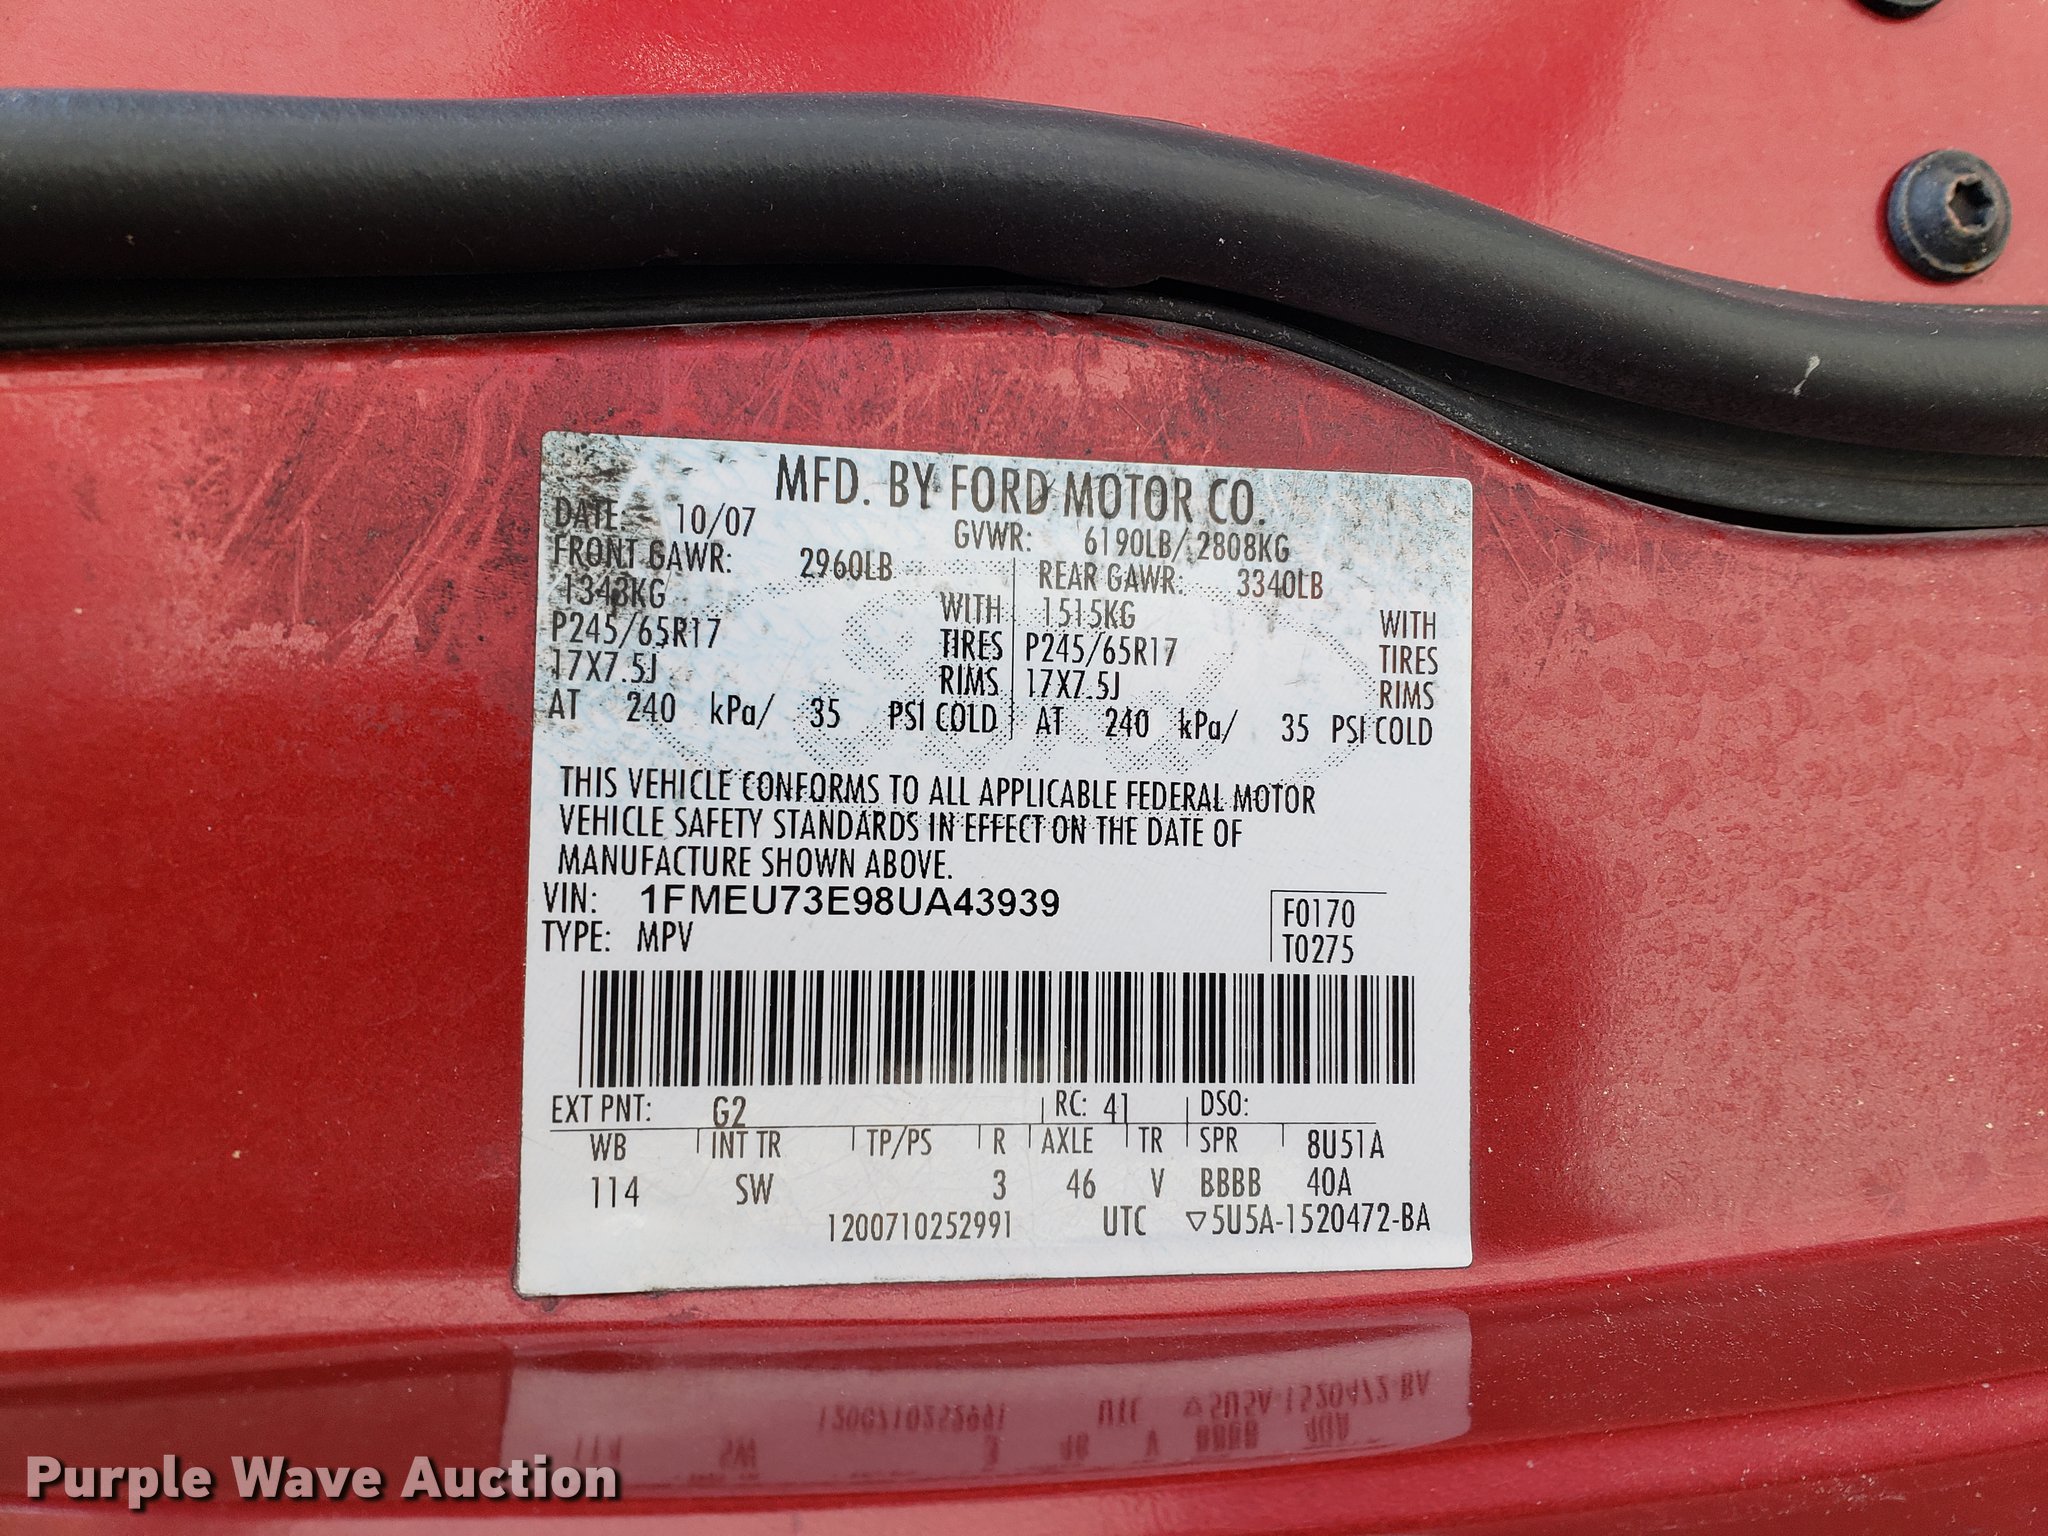 MFD. BY FORD MOTOR CO.
DATE: 10/07 GVWR: 6190LB/ 2808KG
FRONT GAWR: 2960LB REAR GAWR: 3340LB
1343KG WITH 1515KG WITH
P245/65R17 TIRES P245/65R17 TIRES
17X7.5J RIMS 17X7.5J RIMS
AT 240 kPa/ 35 PSI COLD AT 240 kPa/ 35 PSI COLD
THIS VEHICLE CONFORMS TO ALL APPLICABLE FEDERAL MOTOR
VEHICLE SAFETY STANDARDS IN EFFECT ON THE DATE OF
MANUFACTURE SHOWN ABOVE.
VIN: 1FMEU73E98UA43939 F0170
TYPE: MPV T0275
EXT PNT: G2 RC: 41 DSO:
WB INT TR TP/PS R AXLE TR SPR 8U51A
114 SW 3 46 V BBBB 40A
1200710252991 UTC ▽5U5A-1520472-BA
Purple Wave Auction